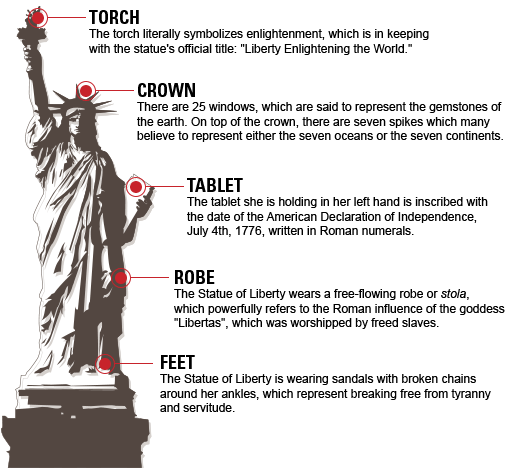 TORCH
The torch literally symbolizes enlightenment, which is in keeping
with the statue's official title: "Liberty Enlightening the World."
CROWN
There are 25 windows, which are said to represent the gemstones of
the earth. On top of the crown, there are seven spikes which many
believe to represent either the seven oceans or the seven continents.
TABLET
The tablet she is holding in her left hand is inscribed with
the date of the American Declaration of Independence,
July 4th, 1776, written in Roman numerals.
ROBE
The Statue of Liberty wears a free-flowing robe or stola,
which powerfully refers to the Roman influence of the goddess
"Libertas", which was worshipped by freed slaves.
FEET
The Statue of Liberty is wearing sandals with broken chains
around her ankles, which represent breaking free from tyranny
and servitude.